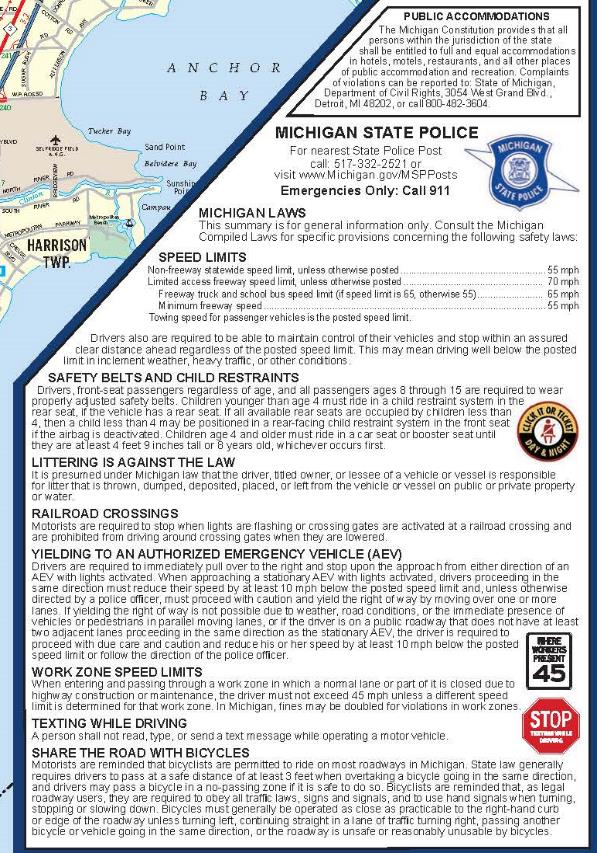 PUBLIC ACCOMMODATIONS
The Michigan Constitution provides that all
persons within the jurisdiction of the state
shall be entitled to full and equal accommodations
in hotels, motels, restaurants, and all other places
of public accommodation and recreation. Complaints
of violations can be reported to: State of Michigan,
Department of Civil Rights, 3054 West Grand Blvd.,
Detroit, MI 48202, or call 800-482-3604.
ANCHOR
BAY
Tucker Bay
SELFRIDGE FIELD
A.N.G.
Sand Point
Belvidere Bay
Sunship
Poi
Campau
Clinton
NORTH RIVER RD
SOUTH RIVER RD
METROPOLITAN PARKWAY
Metropolitan
Beach
HARRISON
TWP.
COTTON RD
JEFFERSON
240
241
3
MICHIGAN STATE POLICE
For nearest State Police Post
call: 517-332-2521 or
visit www.Michigan.gov/MSPPosts
Emergencies Only: Call 911
MICHIGAN
STATE POLICE
MICHIGAN LAWS
This summary is for general information only. Consult the Michigan
Compiled Laws for specific provisions concerning the following safety laws:
SPEED LIMITS
Non-freeway statewide speed limit, unless otherwise posted 55 mph
Limited access freeway speed limit, unless otherwise posted 70 mph
Freeway truck and school bus speed limit (if speed limit is 65, otherwise 55) 65 mph
Minimum freeway speed 55 mph
Towing speed for passenger vehicles is the posted speed limit.
Drivers also are required to be able to maintain control of their vehicles and stop within an assured
clear distance ahead regardless of the posted speed limit. This may mean driving well below the posted
limit in inclement weather, heavy traffic, or other conditions.
SAFETY BELTS AND CHILD RESTRAINTS
Drivers, front-seat passengers regardless of age, and all passengers ages 8 through 15 are required to wear
properly adjusted safety belts. Children younger than age 4 must ride in a child restraint system in the
rear seat, if the vehicle has a rear seat. If all available rear seats are occupied by children less than
4, then a child less than 4 may be positioned in a rear-facing child restraint system in the front seat
if the airbag is deactivated. Children age 4 and older must ride in a car seat or booster seat until
they are at least 4 feet 9 inches tall or 8 years old, whichever occurs first.
CLICK IT OR TICKET
DAY & NIGHT
LITTERING IS AGAINST THE LAW
It is presumed under Michigan law that the driver, titled owner, or lessee of a vehicle or vessel is responsible
for litter that is thrown, dumped, deposited, placed, or left from the vehicle or vessel on public or private property
or water.
RAILROAD CROSSINGS
Motorists are required to stop when lights are flashing or crossing gates are activated at a railroad crossing and
are prohibited from driving around crossing gates when they are lowered.
YIELDING TO AN AUTHORIZED EMERGENCY VEHICLE (AEV)
Drivers are required to immediately pull over to the right and stop upon the approach from either direction of an
AEV with lights activated. When approaching a stationary AEV with lights activated, drivers proceeding in the
same direction must reduce their speed by at least 10 mph below the posted speed limit and, unless otherwise
directed by a police officer, must proceed with caution and yield the right of way by moving over one or more
lanes. If yielding the right of way is not possible due to weather, road conditions, or the immediate presence of
vehicles or pedestrians in parallel moving lanes, or if the driver is on a public roadway that does not have at least
two adjacent lanes proceeding in the same direction as the stationary AEV, the driver is required to
proceed with due care and caution and reduce his or her speed by at least 10 mph below the posted
speed limit or follow the direction of the police officer.
WHERE
WORKERS
PRESENT
45
WORK ZONE SPEED LIMITS
When entering and passing through a work zone in which a normal lane or part of it is closed due to
highway construction or maintenance, the driver must not exceed 45 mph unless a different speed
limit is determined for that work zone. In Michigan, fines may be doubled for violations in work zones.
TEXTING WHILE DRIVING
A person shall not read, type, or send a text message while operating a motor vehicle.
STOP
TEXTING WHILE
DRIVING
SHARE THE ROAD WITH BICYCLES
Motorists are reminded that bicyclists are permitted to ride on most roadways in Michigan. State law generally
requires drivers to pass at a safe distance of at least 3 feet when overtaking a bicycle going in the same direction,
and drivers may pass a bicycle in a no-passing zone if it is safe to do so. Bicyclists are reminded that, as legal
roadway users, they are required to obey all traffic laws, signs and signals, and to use hand signals when turning,
stopping or slowing down. Bicycles must generally be operated as close as practicable to the right-hand curb
or edge of the roadway unless turning left, continuing straight in a lane of traffic turning right, passing another
bicycle or vehicle going in the same direction, or the roadway is unsafe or reasonably unusable by bicycles.